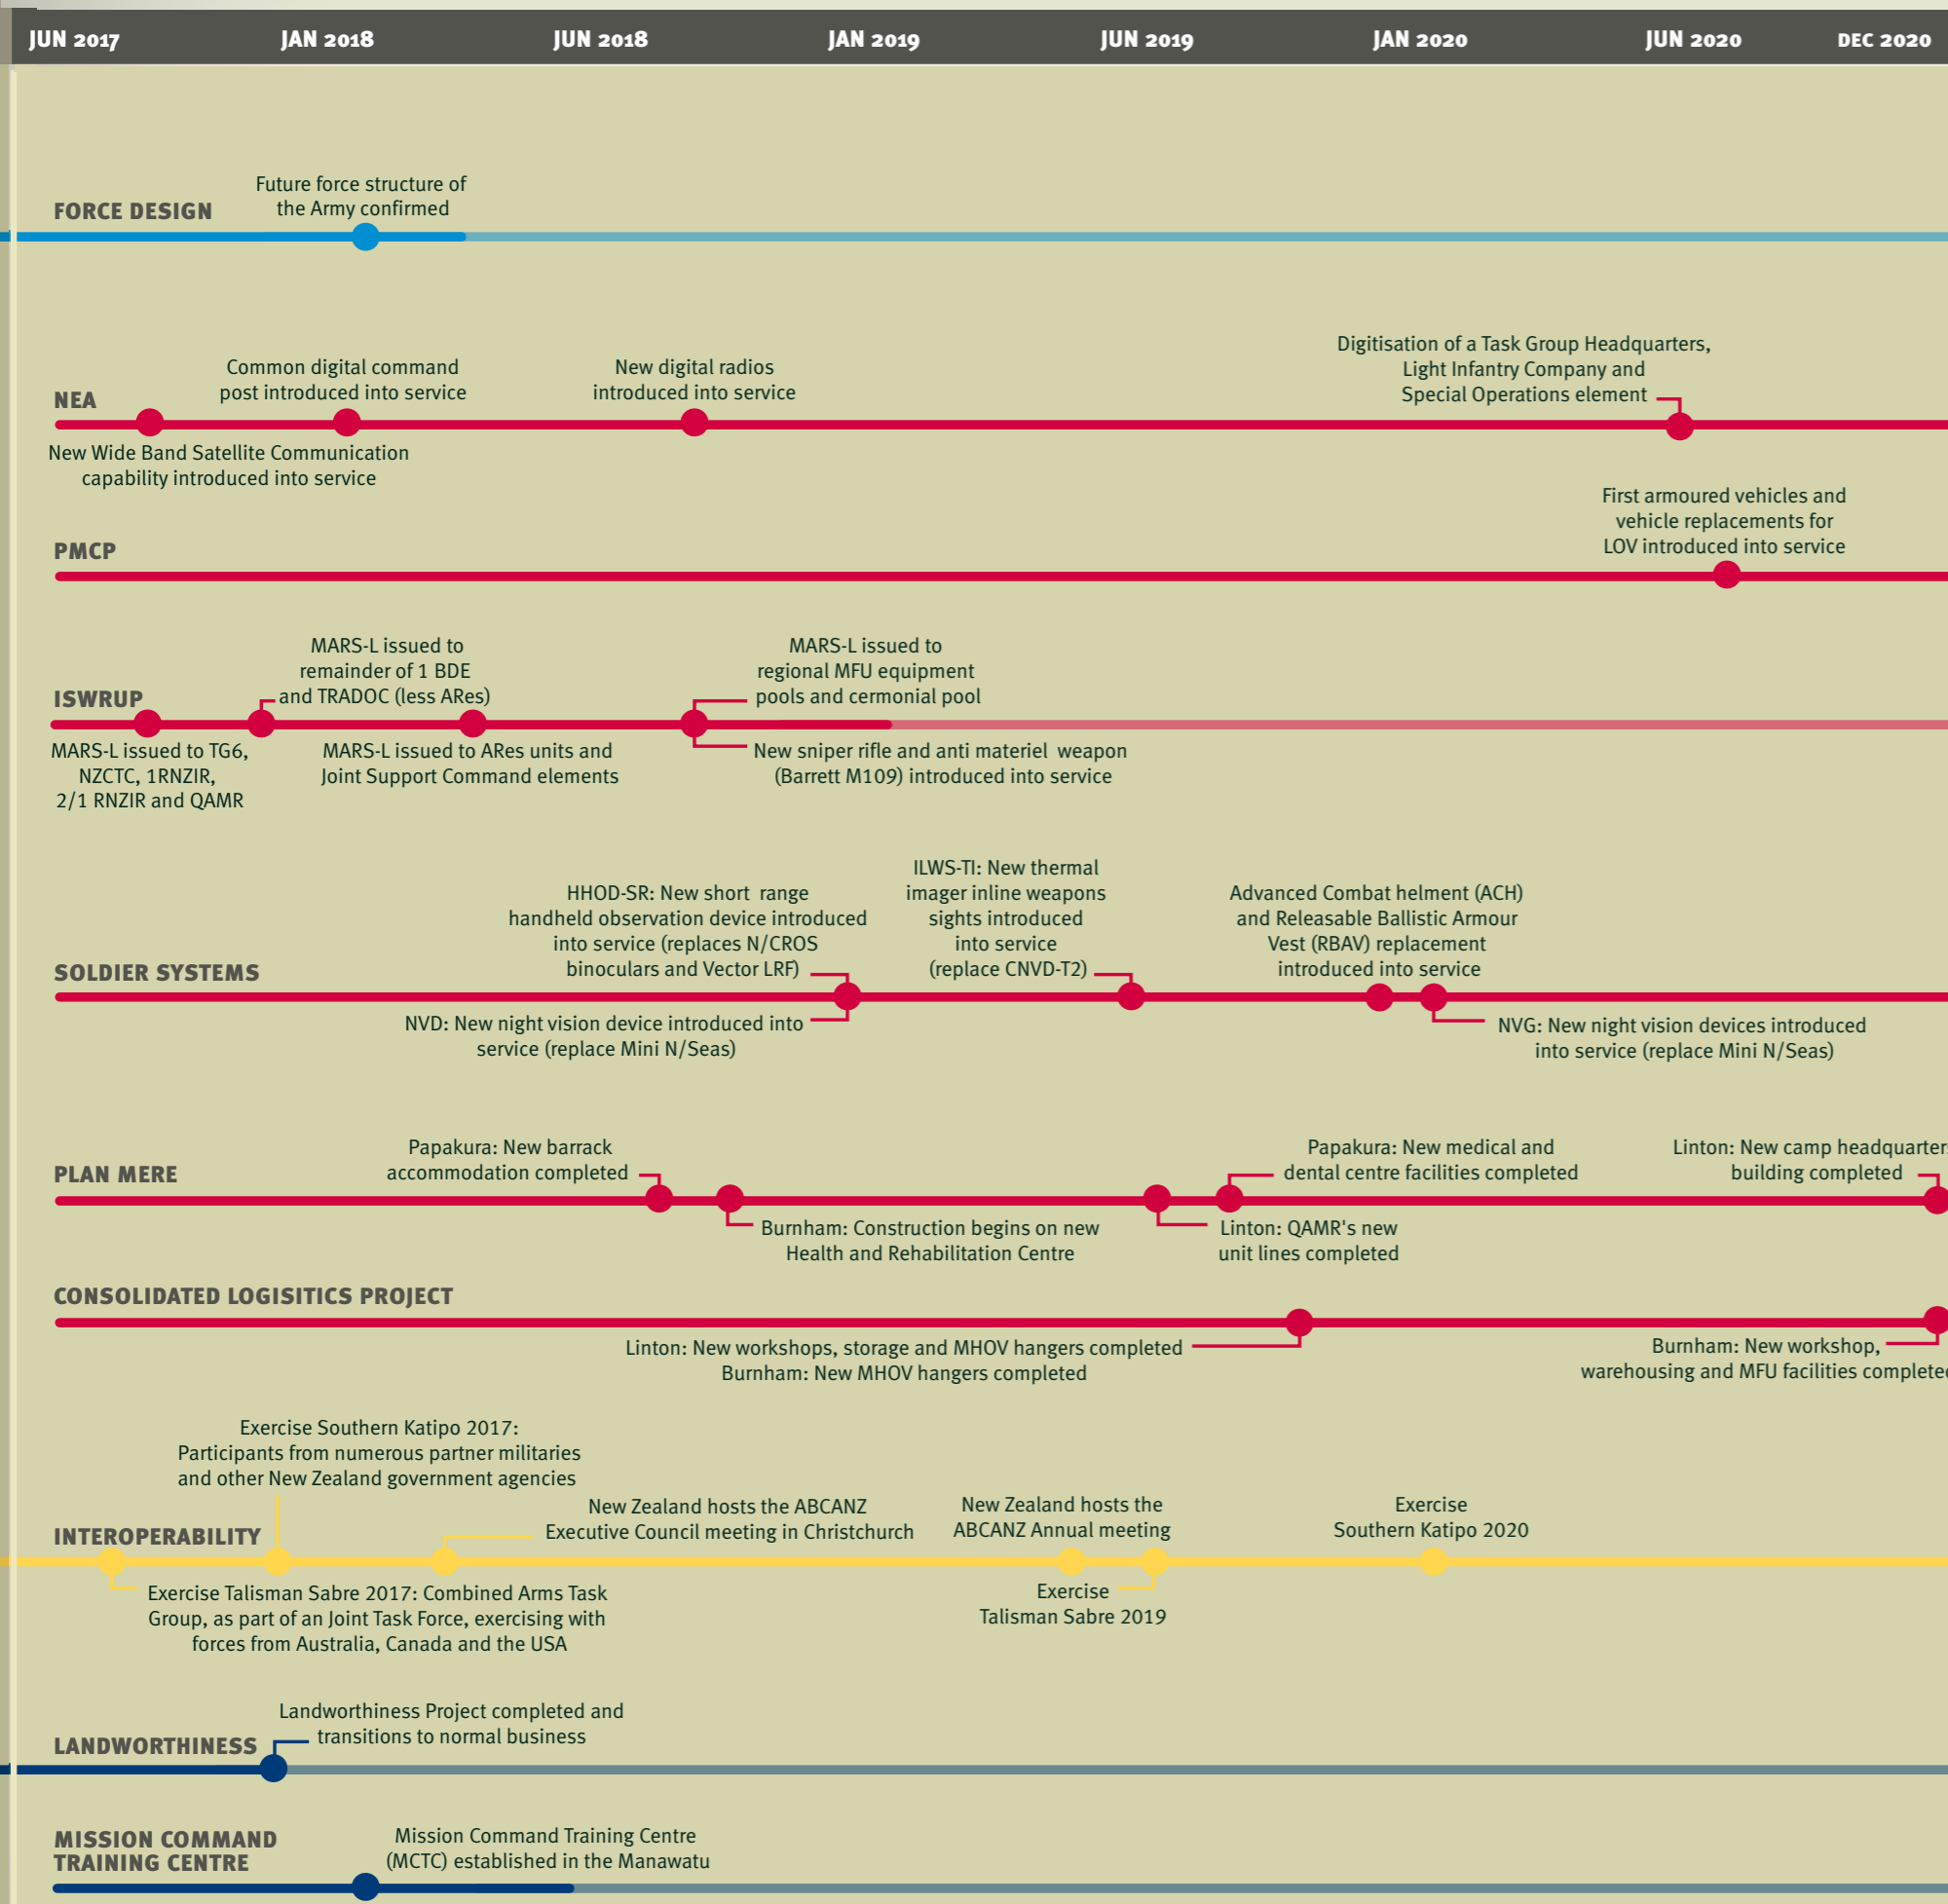 JUN 2017 JAN 2018 JUN 2018 JAN 2019 JUN 2019 JAN 2020 JUN 2020 DEC 2020
FORCE DESIGN
Future force structure of
the Army confirmed
NEA
Common digital command
post introduced into service
New digital radios
introduced into service
Digitisation of a Task Group Headquarters,
Light Infantry Company and
Special Operations element
New Wide Band Satellite Communication
capability introduced into service
PMCP
First armoured vehicles and
vehicle replacements for
LOV introduced into service
ISWRUP
MARS-L issued to
remainder of 1 BDE
and TRADOC (less ARes)
MARS-L issued to
regional MFU equipment
pools and cermonial pool
MARS-L issued to TG6,
NZCTC, 1RNZIR,
2/1 RNZIR and QAMR
MARS-L issued to ARes units and
Joint Support Command elements
New sniper rifle and anti materiel weapon
(Barrett M109) introduced into service
SOLDIER SYSTEMS
HHOD-SR: New short range
handheld observation device introduced
into service (replaces N/CROS
binoculars and Vector LRF)
ILWS-TI: New thermal
imager inline weapons
sights introduced
into service
(replace CNVD-T2)
Advanced Combat helment (ACH)
and Releasable Ballistic Armour
Vest (RBAV) replacement
introduced into service
NVD: New night vision device introduced into
service (replace Mini N/Seas)
NVG: New night vision devices introduced
into service (replace Mini N/Seas)
PLAN MERE
Papakura: New barrack
accommodation completed
Papakura: New medical and
dental centre facilities completed
Linton: New camp headquarters
building completed
Burnham: Construction begins on new
Health and Rehabilitation Centre
Linton: QAMR's new
unit lines completed
CONSOLIDATED LOGISITICS PROJECT
Linton: New workshops, storage and MHOV hangers completed
Burnham: New MHOV hangers completed
Burnham: New workshop,
warehousing and MFU facilities completed
INTEROPERABILITY
Exercise Southern Katipo 2017:
Participants from numerous partner militaries
and other New Zealand government agencies
New Zealand hosts the ABCANZ
Executive Council meeting in Christchurch
New Zealand hosts the
ABCANZ Annual meeting
Exercise
Southern Katipo 2020
Exercise Talisman Sabre 2017: Combined Arms Task
Group, as part of an Joint Task Force, exercising with
forces from Australia, Canada and the USA
Exercise
Talisman Sabre 2019
LANDWORTHINESS
Landworthiness Project completed and
transitions to normal business
MISSION COMMAND
TRAINING CENTRE
Mission Command Training Centre
(MCTC) established in the Manawatu